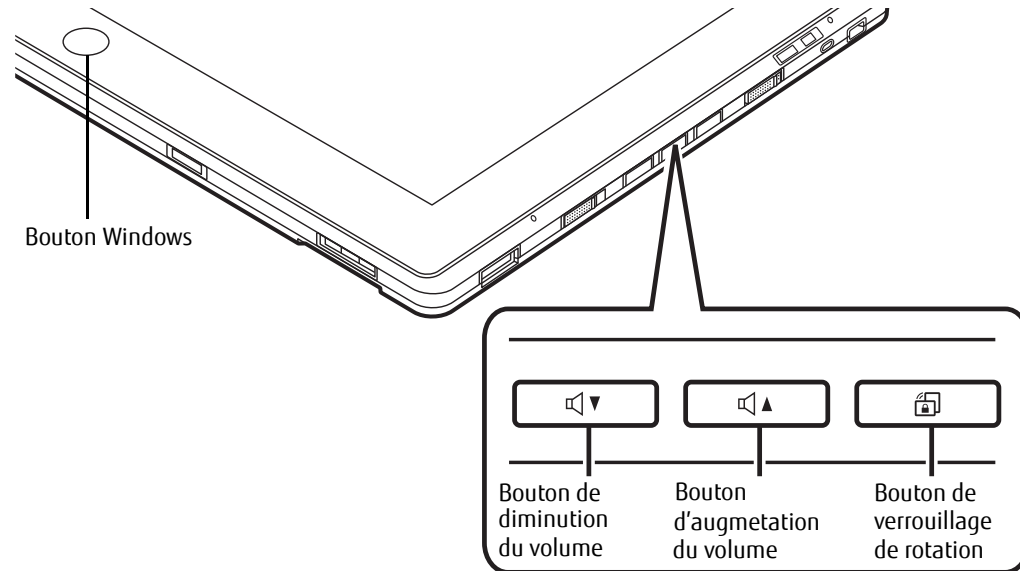 Bouton Windows
Bouton de
diminution
du volume
Bouton
d'augmetation
du volume
Bouton de
verrouillage
de rotation